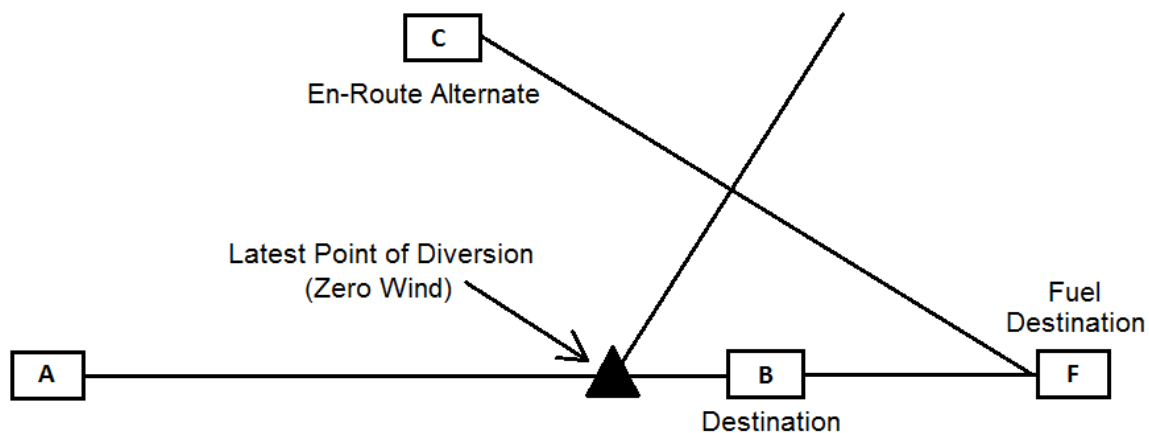 C
En-Route Alternate
Latest Point of Diversion
(Zero Wind)
Fuel
Destination
A
B
F
Destination